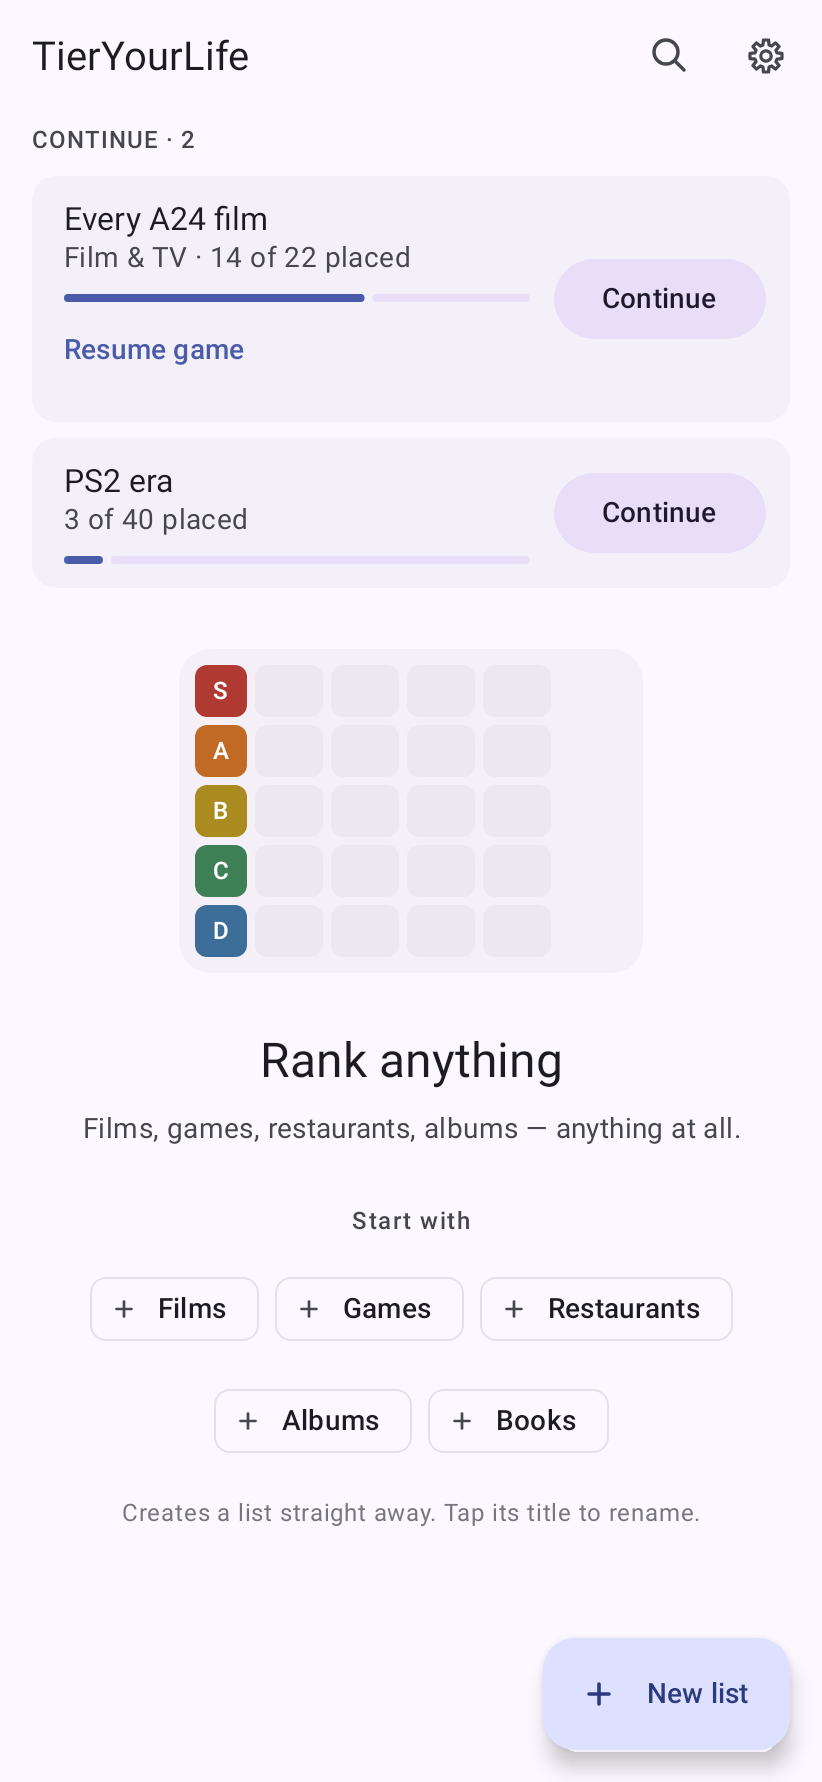 TierYourLife
CONTINUE · 2
Every A24 film
Film & TV · 14 of 22 placed
Continue
Resume game
PS2 era
3 of 40 placed
Continue
S
A
B
C
D
Rank anything
Films, games, restaurants, albums — anything at all.
Start with
+ Films
+ Games
+ Restaurants
+ Albums
+ Books
Creates a list straight away. Tap its title to rename.
+ New list